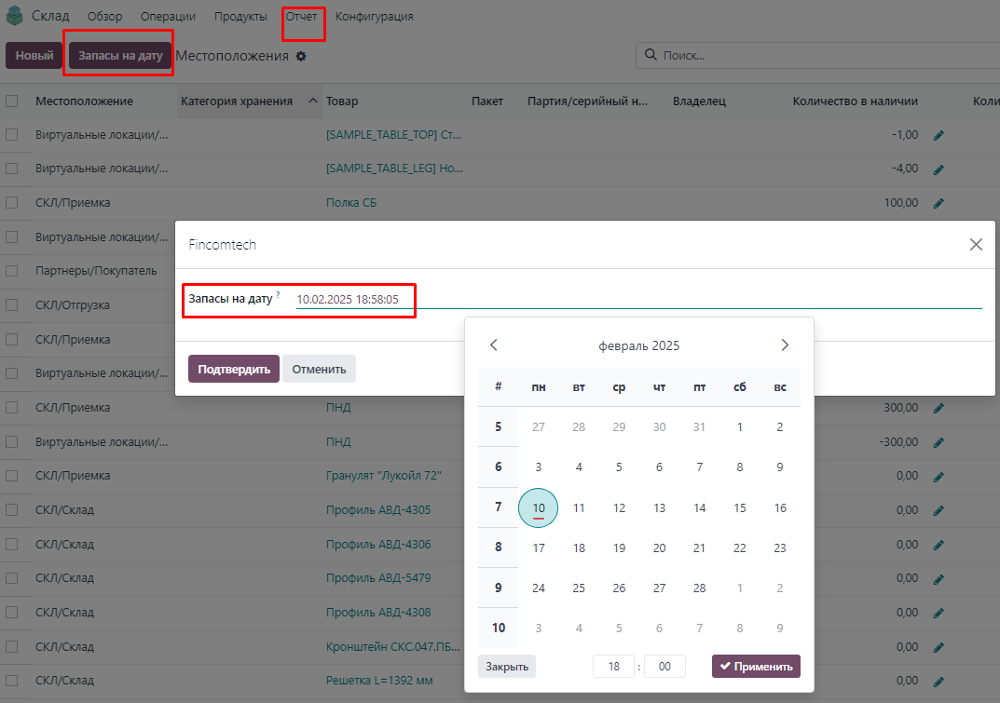 Склад Обзор Операции Продукты Отчет Конфигурация
Новый Запасы на дату Местоположения Поиск...
Местоположение Категория хранения Товар Пакет Партия/серийный н... Владелец Количество в наличии Коли
Виртуальные локации/... [SAMPLE_TABLE_TOP] Ст... -1,00
Виртуальные локации/... [SAMPLE_TABLE_LEG] Но... -4,00
СКЛ/Приемка Полка СБ 100,00
Виртуальные локации/...
Fincomtech
Партнеры/Покупатель
Запасы на дату ? 10.02.2025 18:58:05
СКЛ/Отгрузка
СКЛ/Приемка
февраль 2025
Виртуальные локации/...
Подтвердить Отменить
# пн вт ср чт пт сб вс
СКЛ/Приемка ПНД 300,00
5 27 28 29 30 31 1 2
Виртуальные локации/... ПНД -300,00
6 3 4 5 6 7 8 9
СКЛ/Приемка Гранулят "Лукойл 72" 0,00
7 10 11 12 13 14 15 16
СКЛ/Склад Профиль АВД-4305 0,00
8 17 18 19 20 21 22 23
СКЛ/Склад Профиль АВД-4306 0,00
СКЛ/Склад Профиль АВД-5479 0,00
9 24 25 26 27 28 1 2
СКЛ/Склад Профиль АВД-4308 0,00
10 3 4 5 6 7 8 9
СКЛ/Склад Кронштейн СКС.047.ПБ... 0,00
Закрыть 18 : 00 Применить
СКЛ/Склад Решетка L=1392 мм 0,00